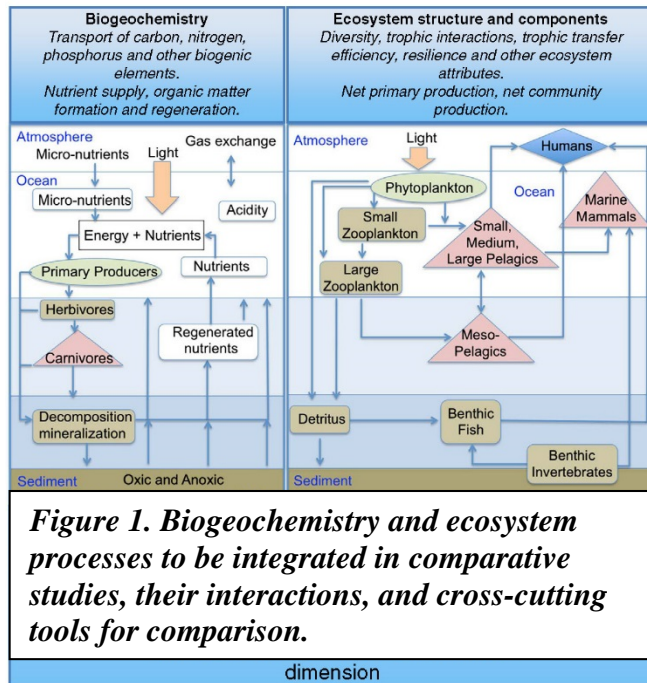 Biogeochemistry
Transport of carbon, nitrogen,
phosphorus and other biogenic
elements.
Nutrient supply, organic matter
formation and regeneration.
Atmosphere
Micro-nutrients
Light
Gas exchange
Ocean
Micro-nutrients
Acidity
Energy + Nutrients
Primary Producers
Nutrients
Herbivores
Regenerated
nutrients
Carnivores
Decomposition
mineralization
Sediment
Oxic and Anoxic
Ecosystem structure and components
Diversity, trophic interactions, trophic transfer
efficiency, resilience and other ecosystem
attributes.
Net primary production, net community
production.
Atmosphere
Light
Humans
Phytoplankton
Ocean
Small
Zooplankton
Small,
Medium,
Large Pelagics
Marine
Mammals
Large
Zooplankton
Meso-
Pelagics
Detritus
Benthic
Fish
Benthic
Invertebrates
Sediment
Figure 1. Biogeochemistry and ecosystem
processes to be integrated in comparative
studies, their interactions, and cross-cutting
tools for comparison.
dimension